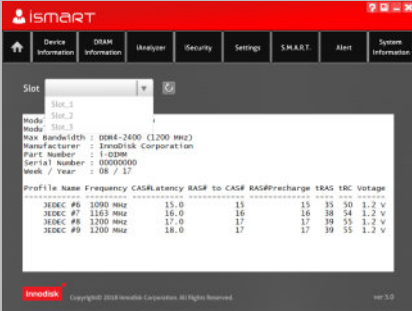 ismart
Device Information
DRAM Information
iAnalyzer
iSecurity
Settings
S.M.A.R.T.
Alert
System Information
Slot
Slot_1
Slot_2
Slot_3
Modu
Modu
Max Bandwidth : DDR4-2400 (1200 MHz)
Manufacturer : InnoDisk Corporation
Part Number : i-DIMM
Serial Number : 00000000
Week / Year : 08 / 17
Profile Name Frequency CAS#Latency RAS# to CAS# RAS#Precharge tRAS tRC Votage
JEDEC #6 1090 MHz 15.0 15 15 35 50 1.2 V
JEDEC #7 1163 MHz 16.0 16 16 38 54 1.2 V
JEDEC #8 1200 MHz 17.0 17 17 39 55 1.2 V
JEDEC #9 1200 MHz 18.0 17 17 39 55 1.2 V
innodisk Copyright© 2018 Innodisk Corporation. All Rights Reserved. ver 3.0